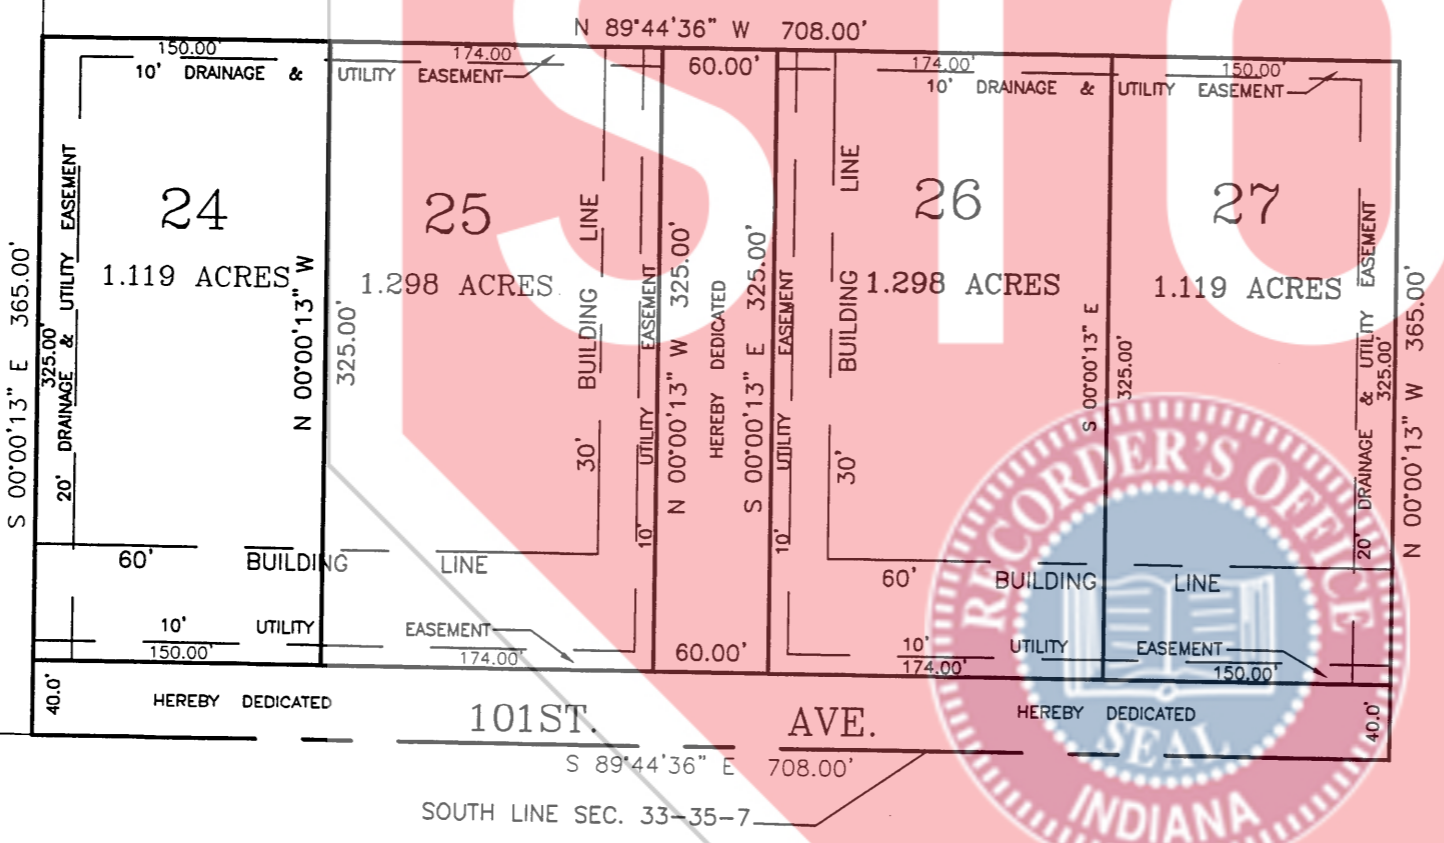 N 89°44'36" W 708.00'
150.00'
10' DRAINAGE & UTILITY EASEMENT
174.00'
60.00'
174.00'
10' DRAINAGE & UTILITY EASEMENT
150.00'
24
1.119 ACRES
25
1.298 ACRES
26
1.298 ACRES
27
1.119 ACRES
S 00°00'13" E 365.00'
325.00'
20' DRAINAGE & UTILITY EASEMENT
N 00°00'13" W
325.00'
30' BUILDING LINE
10' UTILITY EASEMENT
N 00°00'13" W 325.00'
HEREBY DEDICATED
S 00°00'13" E 325.00'
10' UTILITY EASEMENT
30' BUILDING LINE
S 00°00'13" E
325.00'
20' DRAINAGE & UTILITY EASEMENT
325.00'
N 00°00'13" W 365.00'
60' BUILDING LINE
60' BUILDING LINE
10' UTILITY EASEMENT
150.00'
174.00'
60.00'
10' UTILITY EASEMENT
174.00'
150.00'
40.0'
HEREBY DEDICATED
101ST. AVE.
HEREBY DEDICATED
40.0'
S 89°44'36" E 708.00'
SOUTH LINE SEC. 33-35-7
STO
RECORDER'S OFFICE
SEAL
INDIANA